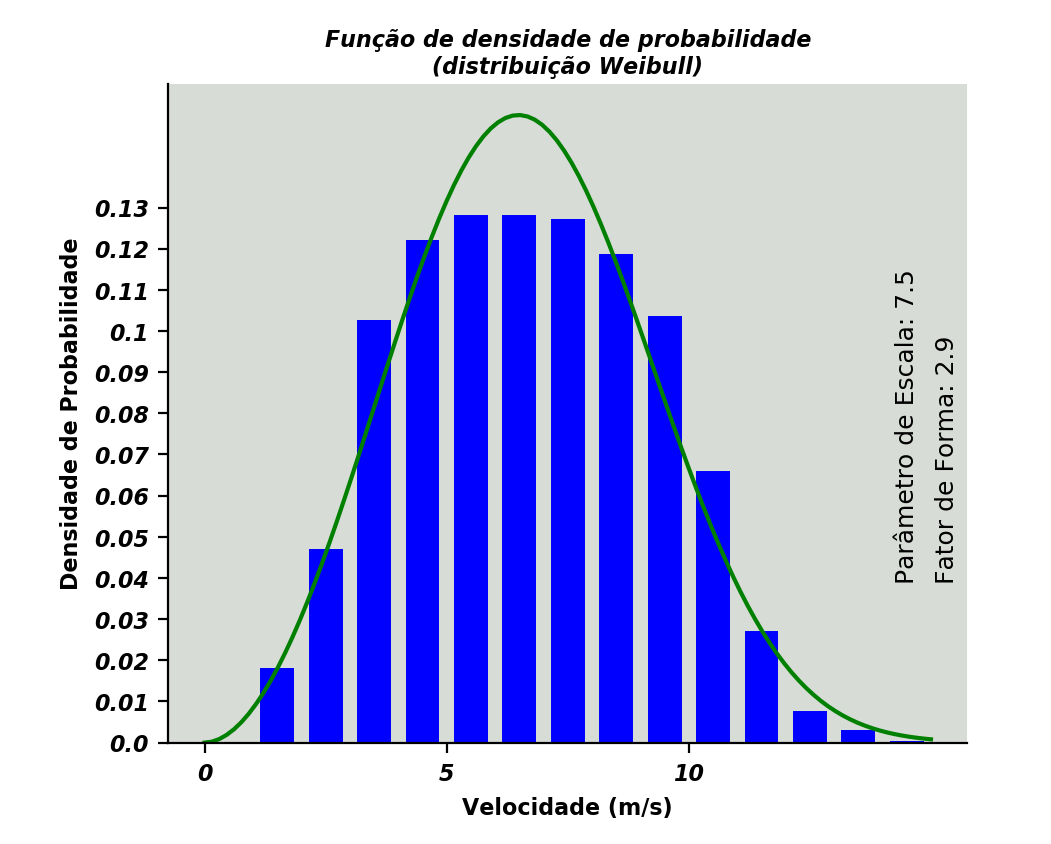 Função de densidade de probabilidade
(distribuição Weibull)
Densidade de Probabilidade
0.13
0.12
0.11
0.1
0.09
0.08
0.07
0.06
0.05
0.04
0.03
0.02
0.01
0.0
Parâmetro de Escala: 7.5
Fator de Forma: 2.9
0
5
10
Velocidade (m/s)